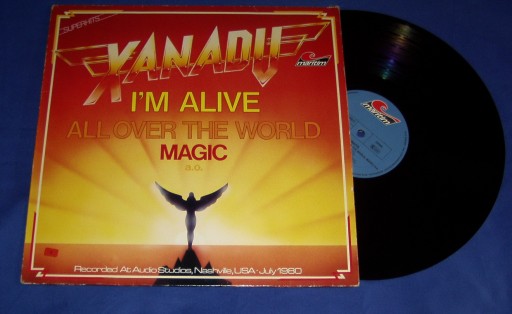 SUPERHITS
XANADU
maritim
I'M ALIVE
ALL OVER THE WORLD
MAGIC
a.o.
Recorded At Audio Studios, Nashville, USA - July 1980
maritim